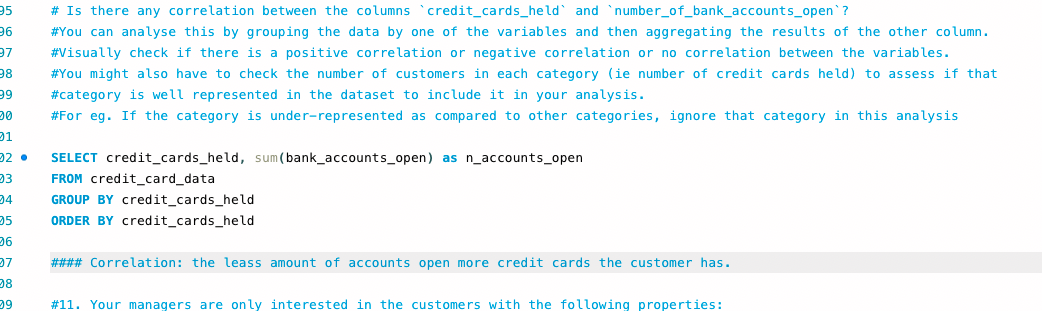 95 # Is there any correlation between the columns `credit_cards_held` and `number_of_bank_accounts_open`?
96 #You can analyse this by grouping the data by one of the variables and then aggregating the results of the other column.
97 #Visually check if there is a positive correlation or negative correlation or no correlation between the variables.
98 #You might also have to check the number of customers in each category (ie number of credit cards held) to assess if that
99 #category is well represented in the dataset to include it in your analysis.
00 #For eg. If the category is under-represented as compared to other categories, ignore that category in this analysis
01
02 SELECT credit_cards_held, sum(bank_accounts_open) as n_accounts_open
03 FROM credit_card_data
04 GROUP BY credit_cards_held
05 ORDER BY credit_cards_held
06
07 #### Correlation: the leass amount of accounts open more credit cards the customer has.
08
09 #11. Your managers are only interested in the customers with the following properties: